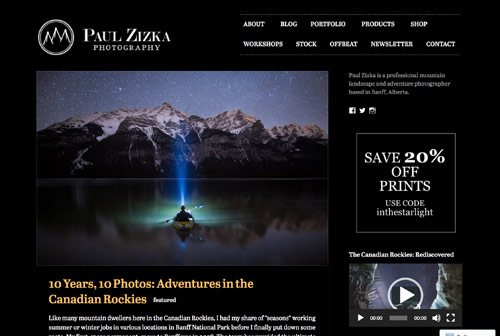 PAUL ZIZKA
PHOTOGRAPHY
ABOUT BLOG PORTFOLIO PRODUCTS SHOP
WORKSHOPS STOCK OFFBEAT NEWSLETTER CONTACT
Paul Zizka is a professional mountain
landscape and adventure photographer
based in Banff, Alberta.
SAVE 20%
OFF
PRINTS
USE CODE
inthestarlight
The Canadian Rockies: Rediscovered
00:00 00:00
10 Years, 10 Photos: Adventures in the
Canadian Rockies featured
Like many mountain dwellers here in the Canadian Rockies, I had my share of "seasons" working
summer or winter jobs in various locations in Banff National Park before I finally put down some